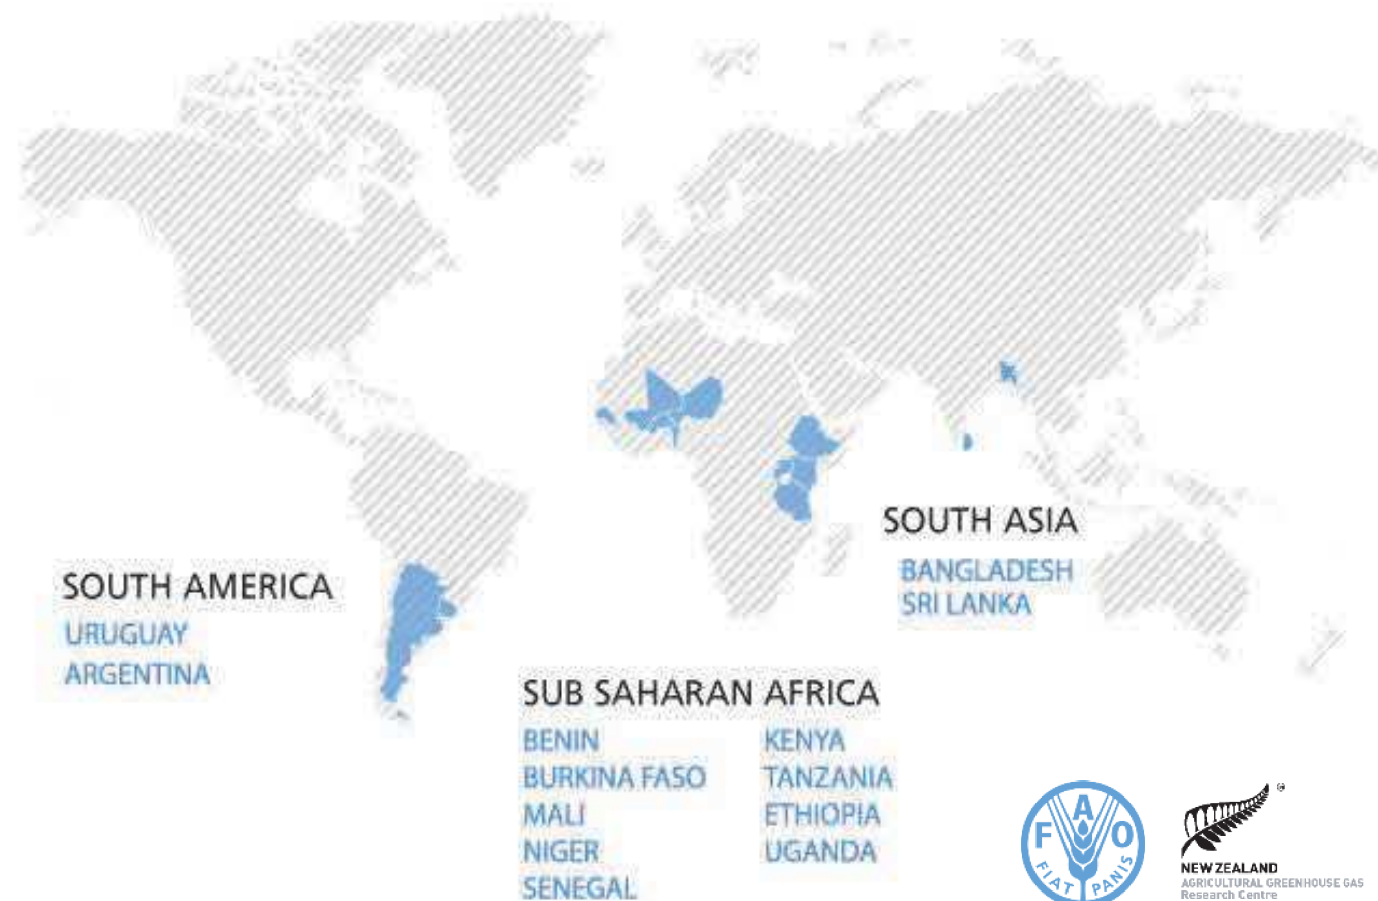 SOUTH ASIA
BANGLADESH
SRI LANKA
SOUTH AMERICA
URUGUAY
ARGENTINA
SUB SAHARAN AFRICA
BENIN
BURKINA FASO
MALI
NIGER
SENEGAL
KENYA
TANZANIA
ETHIOPIA
UGANDA
F A O
FIAT PANIS
®
NEW ZEALAND
AGRICULTURAL GREENHOUSE GAS
Research Centre